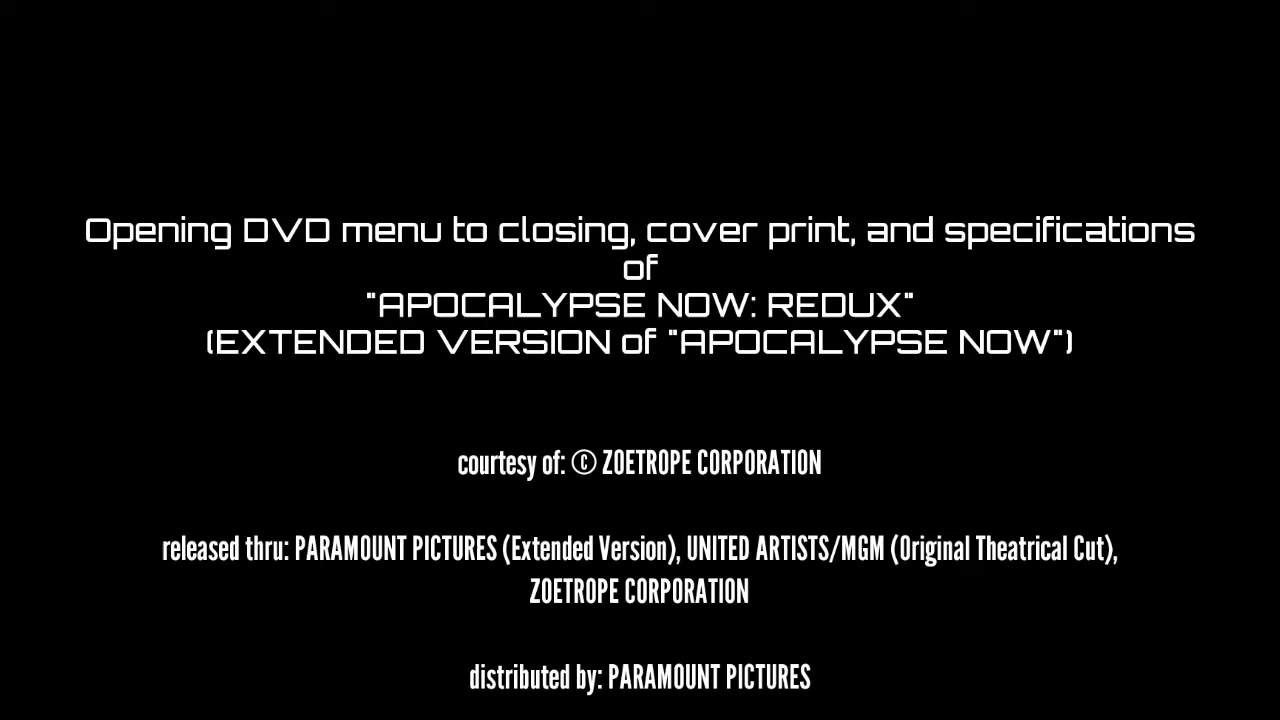 Opening DVD menu to closing, cover print, and specifications
of
"APOCALYPSE NOW: REDUX"
(EXTENDED VERSION of "APOCALYPSE NOW")
courtesy of: © ZOETROPE CORPORATION
released thru: PARAMOUNT PICTURES (Extended Version), UNITED ARTISTS/MGM (Original Theatrical Cut),
ZOETROPE CORPORATION
distributed by: PARAMOUNT PICTURES